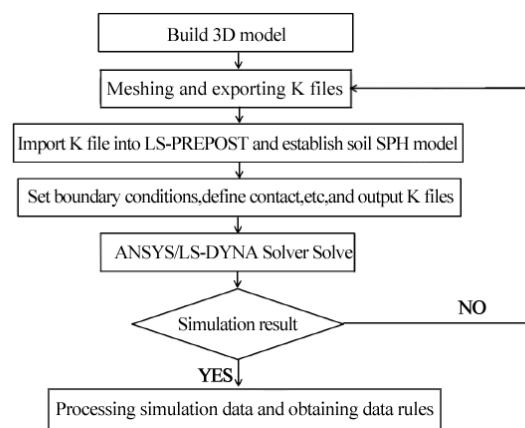 Build 3D model
Meshing and exporting K files
Import K file into LS-PREPOST and establish soil SPH model
Set boundary conditions,define contact,etc,and output K files
ANSYS/LS-DYNA Solver Solve
Simulation result
NO
YES
Processing simulation data and obtaining data rules